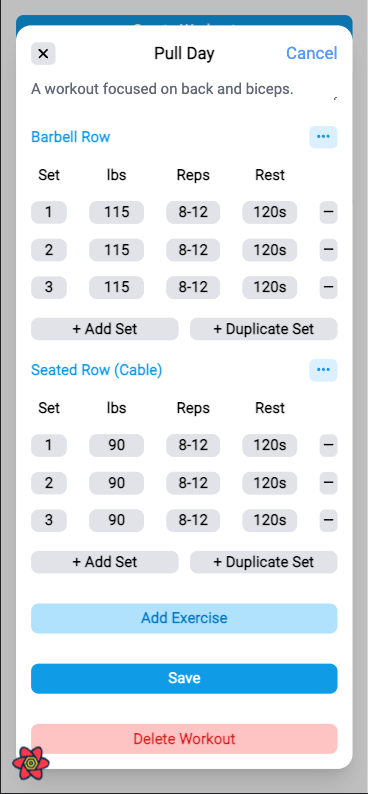 × Pull Day Cancel
A workout focused on back and biceps.
Barbell Row ...
Set lbs Reps Rest
1 115 8-12 120s –
2 115 8-12 120s –
3 115 8-12 120s –
+ Add Set + Duplicate Set
Seated Row (Cable) ...
Set lbs Reps Rest
1 90 8-12 120s –
2 90 8-12 120s –
3 90 8-12 120s –
+ Add Set + Duplicate Set
Add Exercise
Save
Delete Workout